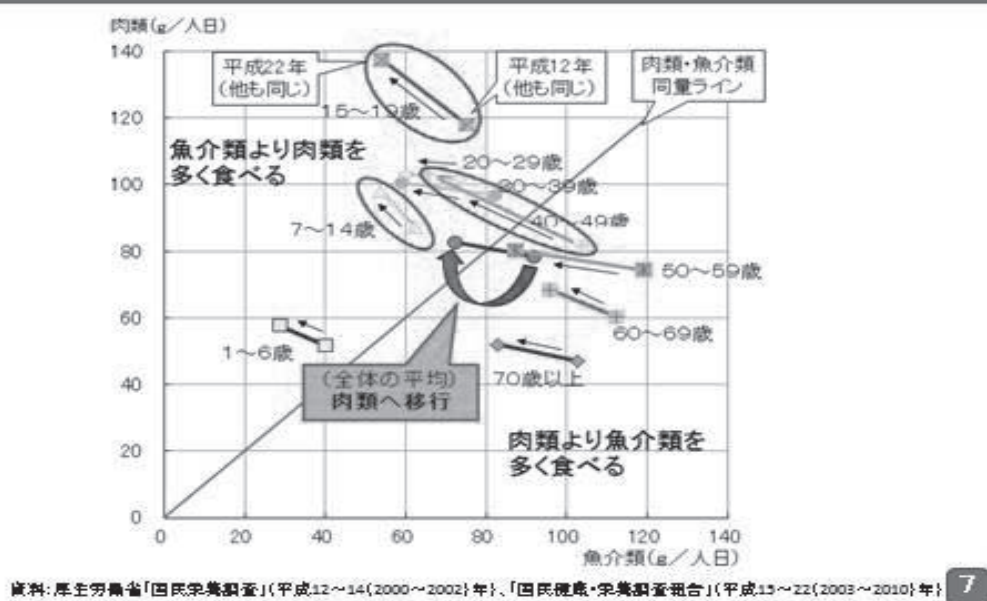 肉類(g／人日)
140
120
100
80
60
40
20
0
平成22年
(他も同じ)
平成12年
(他も同じ)
肉類・魚介類
同量ライン
15～19歳
魚介類より肉類を
多く食べる
20～29歳
30～39歳
40～49歳
7～14歳
50～59歳
60～69歳
1～6歳
70歳以上
(全体の平均)
肉類へ移行
肉類より魚介類を
多く食べる
0 20 40 60 80 100 120 140
魚介類(g／人日)
資料:厚生労働省「国民栄養調査」(平成12～14(2000～2002)年)、「国民健康・栄養調査報告」(平成15～22(2003～2010)年)
7